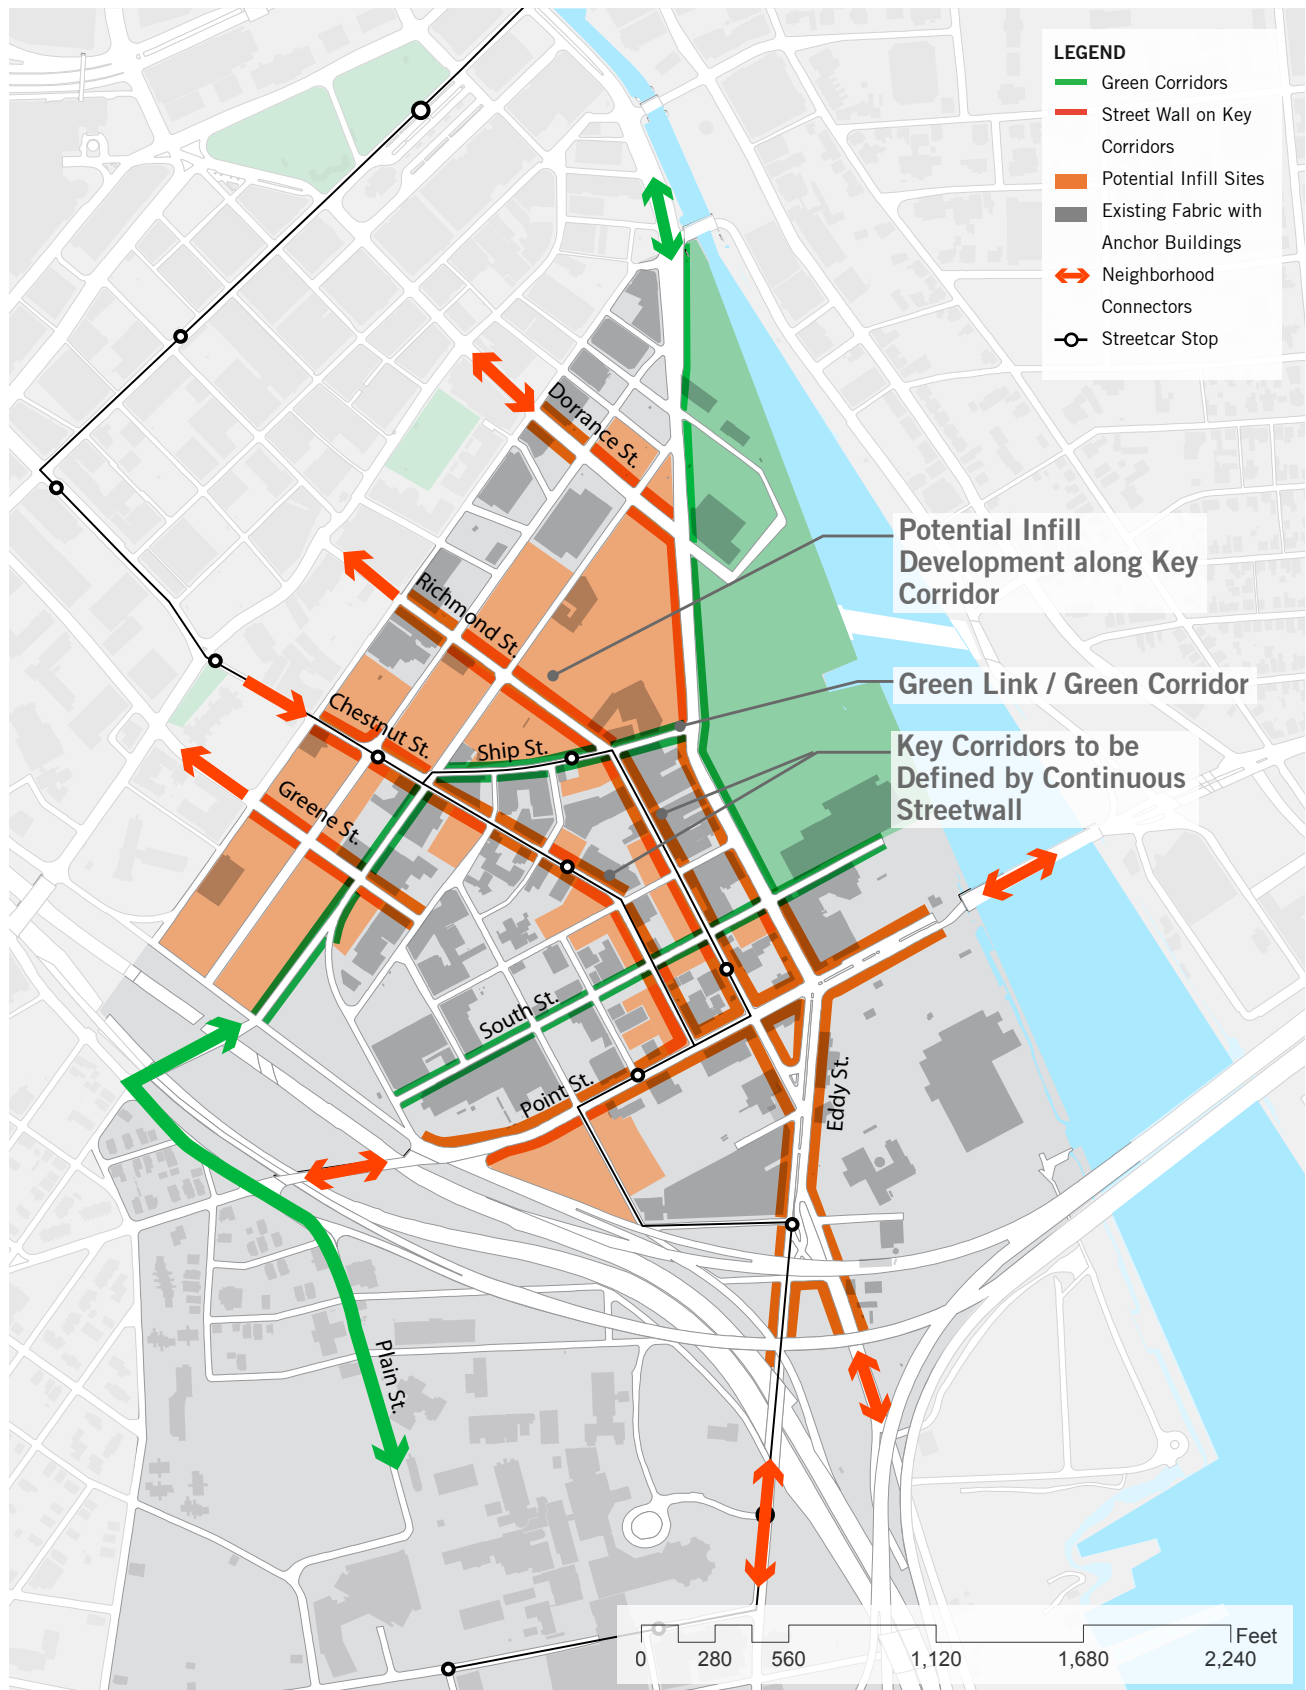 LEGEND
Green Corridors
Street Wall on Key
Corridors
Potential Infill Sites
Existing Fabric with
Anchor Buildings
Neighborhood
Connectors
Streetcar Stop
Dorrance St.
Potential Infill
Development along Key
Corridor
Richmond St.
Green Link / Green Corridor
Chestnut St.
Ship St.
Key Corridors to be
Defined by Continuous
Streetwall
Greene St.
South St.
Point St.
Eddy St.
Plain St.
Feet
0 280 560 1,120 1,680 2,240